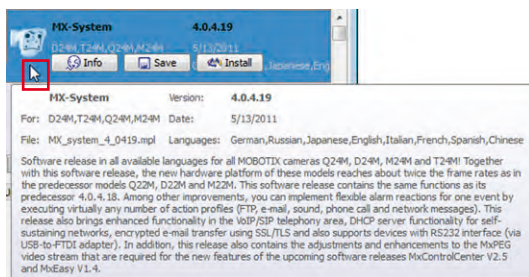 MX-System 4.0.4.19
D24M,T24M,Q24M,M24M 5/13/2011
Info Save Install Japanese,Eng
MX-System Version: 4.0.4.19
For: D24M,T24M,Q24M,M24M Date: 5/13/2011
File: MX_system_4_0419.mpl Languages: German,Russian,Japanese,English,Italian,French,Spanish,Chinese
Software release in all available languages for all MOBOTIX cameras Q24M, D24M, M24M and T24M! Together
with this software release, the new hardware platform of these models reaches about twice the frame rates as in
the predecessor models Q22M, D22M and M22M. This software release contains the same functions as its
predecessor 4.0.4.18. Among other improvements, you can implement flexible alarm reactions for one event by
executing virtually any number of action profiles (FTP, e-mail, sound, phone call and network messages). This
release also brings enhanced functionality in the VoIP/SIP telephony area, DHCP server functionality for self-
sustaining networks, encrypted e-mail transfer using SSL/TLS and also supports devices with RS232 interface (via
USB-to-FTDI adapter). In addition, this release also contains the adjustments and enhancements to the MxPEG
video stream that are required for the new features of the upcoming software releases MxControlCenter V2.5
and MxEasy V1.4.